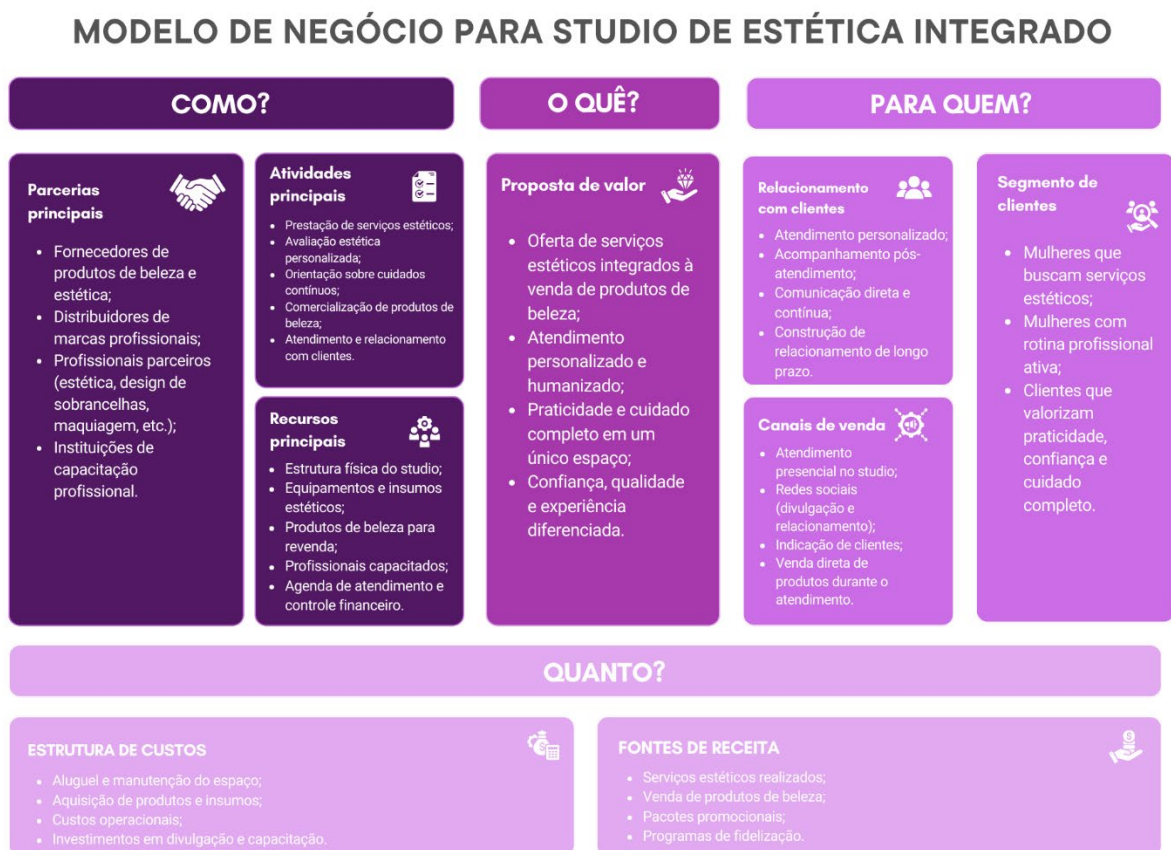 MODELO DE NEGÓCIO PARA STUDIO DE ESTÉTICA INTEGRADO
COMO?
O QUÊ?
PARA QUEM?
Parcerias
principais
• Fornecedores de
produtos de beleza e
estética;
• Distribuidores de
marcas profissionais;
• Profissionais parceiros
(estética, design de
sobrancelhas,
maquiagem, etc.);
• Instituições de
capacitação
profissional.
Atividades
principais
• Prestação de serviços estéticos;
• Avaliação estética
personalizada;
• Orientação sobre cuidados
contínuos;
• Comercialização de produtos de
beleza;
• Atendimento e relacionamento
com clientes.
Recursos
principais
• Estrutura física do studio;
• Equipamentos e insumos
estéticos;
• Produtos de beleza para
revenda;
• Profissionais capacitados;
• Agenda de atendimento e
controle financeiro.
Proposta de valor
• Oferta de serviços
estéticos integrados à
venda de produtos de
beleza;
• Atendimento
personalizado e
humanizado;
• Praticidade e cuidado
completo em um
único espaço;
• Confiança, qualidade
e experiência
diferenciada.
Relacionamento
com clientes
• Atendimento personalizado;
• Acompanhamento pós-
atendimento;
• Comunicação direta e
contínua;
• Construção de
relacionamento de longo
prazo.
Canais de venda
• Atendimento
presencial no studio;
• Redes sociais
(divulgação e
relacionamento);
• Indicação de clientes;
• Venda direta de
produtos durante o
atendimento.
Segmento de
clientes
• Mulheres que
buscam serviços
estéticos;
• Mulheres com
rotina profissional
ativa;
• Clientes que
valorizam
praticidade,
confiança e
cuidado
completo.
QUANTO?
ESTRUTURA DE CUSTOS
• Aluguel e manutenção do espaço;
• Aquisição de produtos e insumos;
• Custos operacionais;
• Investimentos em divulgação e capacitação.
FONTES DE RECEITA
• Serviços estéticos realizados;
• Venda de produtos de beleza;
• Pacotes promocionais;
• Programas de fidelização.